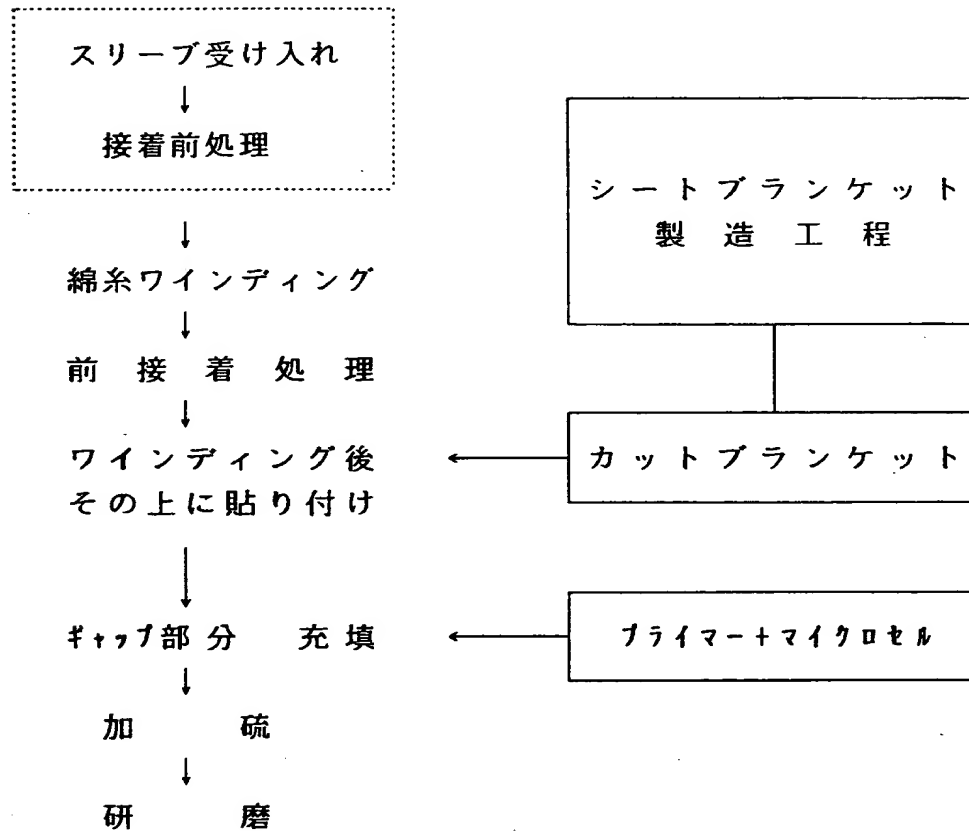 スリーブ受け入れ
接着前処理
綿糸ワインディング
前接着処理
ワインディング後
その上に貼り付け
ギャップ部分 充填
加硫
研磨
シートブランケット
製造工程
カットブランケット
プライマー+マイクロセル